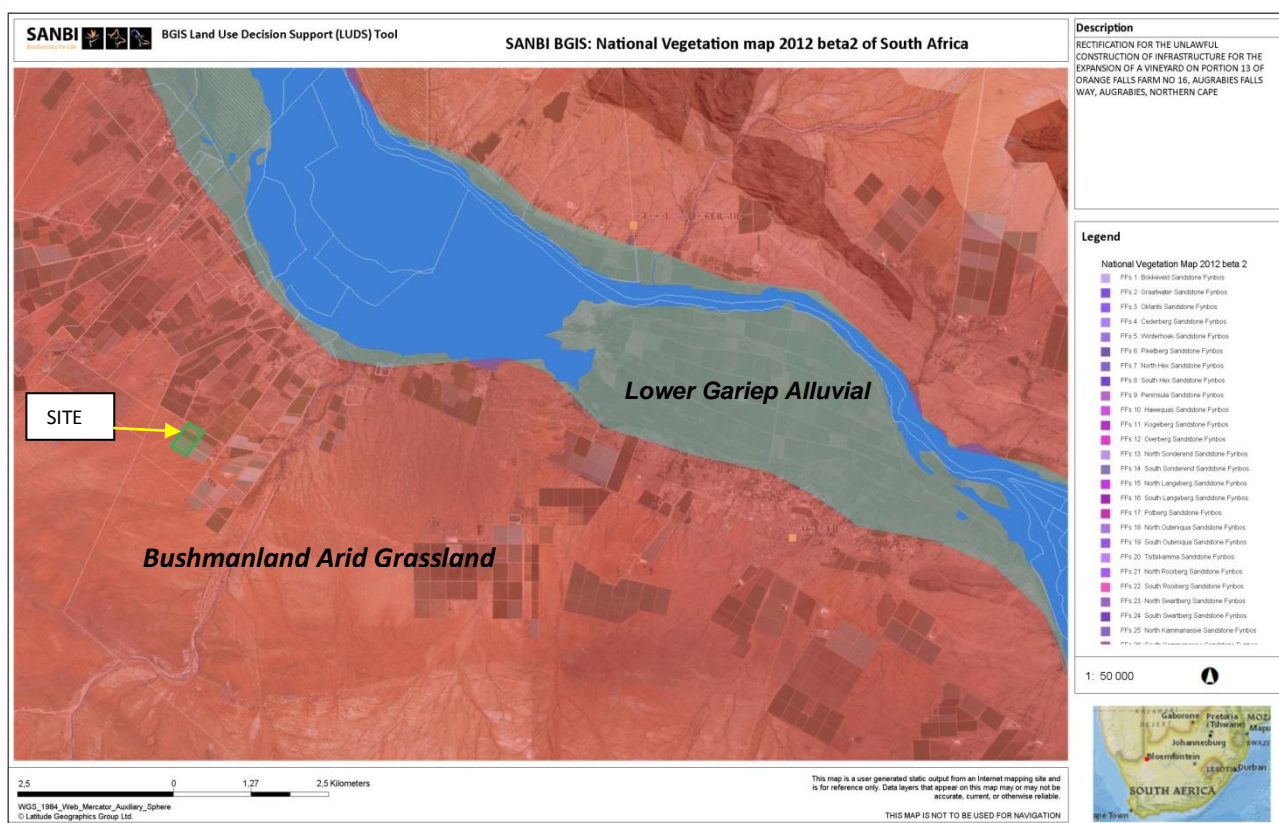 SANBI
Biodiversity for Life
BGIS Land Use Decision Support (LUDS) Tool
SANBI BGIS: National Vegetation map 2012 beta2 of South Africa
Description
RECTIFICATION FOR THE UNLAWFUL
CONSTRUCTION OF INFRASTRUCTURE FOR THE
EXPANSION OF A VINEYARD ON PORTION 13 OF
ORANGE FALLS FARM NO 16, AUGRABIES FALLS
WAY, AUGRABIES, NORTHERN CAPE
Lower Gariep Alluvial
SITE
Bushmanland Arid Grassland
Legend
National Vegetation Map 2012 beta 2
FFs 1 Bokkeveld Sandstone Fynbos
FFs 2 Graafwater Sandstone Fynbos
FFs 3 Olifants Sandstone Fynbos
FFs 4 Cederberg Sandstone Fynbos
FFs 5 Winterhoek Sandstone Fynbos
FFs 6 Piketberg Sandstone Fynbos
FFs 7 North Hex Sandstone Fynbos
FFs 8 South Hex Sandstone Fynbos
FFs 9 Peninsula Sandstone Fynbos
FFs 10 Hawequas Sandstone Fynbos
FFs 11 Kogelberg Sandstone Fynbos
FFs 12 Overberg Sandstone Fynbos
FFs 13 North Sonderend Sandstone Fynbos
FFs 14 South Sonderend Sandstone Fynbos
FFs 15 North Langeberg Sandstone Fynbos
FFs 16 South Langeberg Sandstone Fynbos
FFs 17 Potberg Sandstone Fynbos
FFs 18 North Outeniqua Sandstone Fynbos
FFs 19 South Outeniqua Sandstone Fynbos
FFs 20 Tsitsikamma Sandstone Fynbos
FFs 21 North Rooiberg Sandstone Fynbos
FFs 22 South Rooiberg Sandstone Fynbos
FFs 23 North Swartberg Sandstone Fynbos
FFs 24 South Swartberg Sandstone Fynbos
FFs 25 North Kammanassie Sandstone Fynbos
FFs 26 South Kammanassie Sandstone Fynbos
1: 50 000
KALAHARI
DESERT
Gaborone
Pretoria
(Tshwane)
MOZA
Mapu
Johannesburg
SWAZI
Bloemfontein
LESOTHO
Durban
SOUTH AFRICA
ape Town
2,5 0 1,27 2,5 Kilometers
WGS_1984_Web_Mercator_Auxiliary_Sphere
© Latitude Geographics Group Ltd.
This map is a user generated static output from an Internet mapping site and
is for reference only. Data layers that appear on this map may or may not be
accurate, current, or otherwise reliable.
THIS MAP IS NOT TO BE USED FOR NAVIGATION